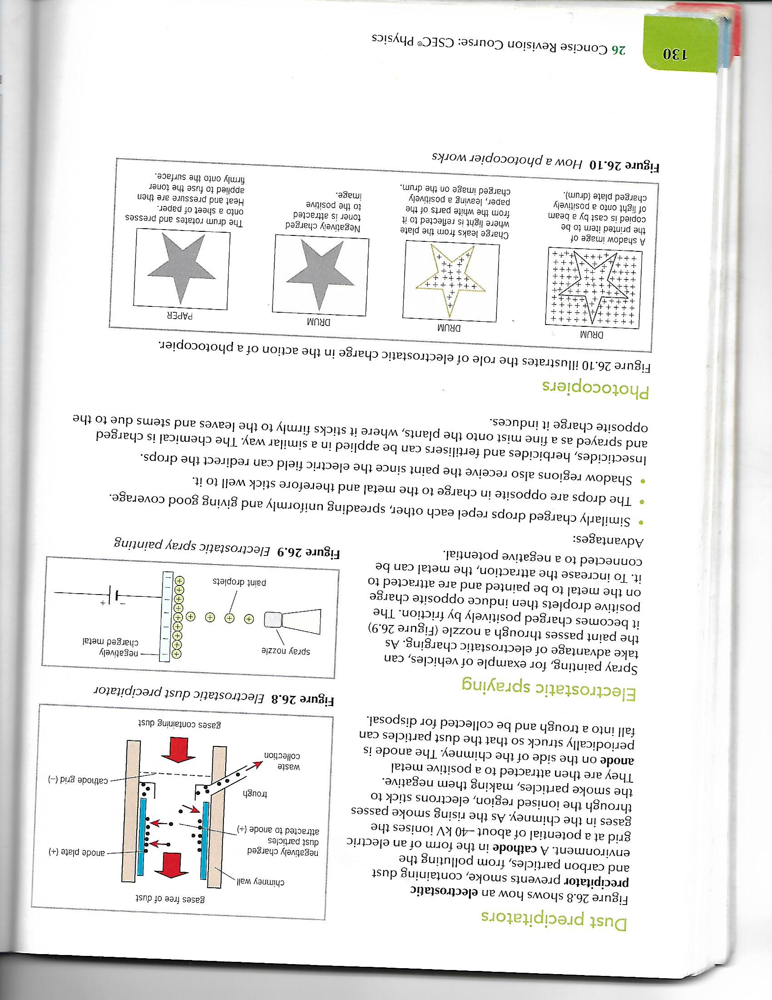 Dust precipitators
Figure 26.8 shows how an electrostatic
precipitator prevents smoke, containing dust
and carbon particles, from polluting the
environment. A cathode in the form of an electric
grid at a potential of about –40 kV ionises the
gases in the chimney. As the rising smoke passes
through the ionised region, electrons stick to
the smoke particles, making them negative.
They are then attracted to a positive metal
anode on the side of the chimney. The anode is
periodically struck so that the dust particles can
fall into a trough and be collected for disposal.
gases free of dust
chimney wall
negatively charged
dust particles
attracted to anode (+)
anode plate (+)
trough
cathode grid (–)
waste
collection
gases containing dust
Figure 26.8 Electrostatic dust precipitator
Electrostatic spraying
Spray painting, for example of vehicles, can
take advantage of electrostatic charging. As
the paint passes through a nozzle (Figure 26.9)
it becomes charged positively by friction. The
positive droplets then induce opposite charge
on the metal to be painted and are attracted to
it. To increase the attraction, the metal can be
connected to a negative potential.
spray nozzle
negatively
charged metal
paint droplets
– +
Figure 26.9 Electrostatic spray painting
Advantages:
• Similarly charged drops repel each other, spreading uniformly and giving good coverage.
• The drops are opposite in charge to the metal and therefore stick well to it.
• Shadow regions also receive the paint since the electric field can redirect the drops.
Insecticides, herbicides and fertilisers can be applied in a similar way. The chemical is charged
and sprayed as a fine mist onto the plants, where it sticks firmly to the leaves and stems due to the
opposite charge it induces.
Photocopiers
Figure 26.10 illustrates the role of electrostatic charge in the action of a photocopier.
DRUM
A shadow image of
the printed item to be
copied is cast by a beam
of light onto a positively
charged plate (drum).
DRUM
Charge leaks from the plate
where light is reflected to it
from the white parts of the
paper, leaving a positively
charged image on the drum.
DRUM
Negatively charged
toner is attracted
to the positive
image.
PAPER
The drum rotates and presses
onto a sheet of paper.
Heat and pressure are then
applied to fuse the toner
firmly onto the surface.
Figure 26.10 How a photocopier works
130
26 Concise Revision Course: CSEC® Physics